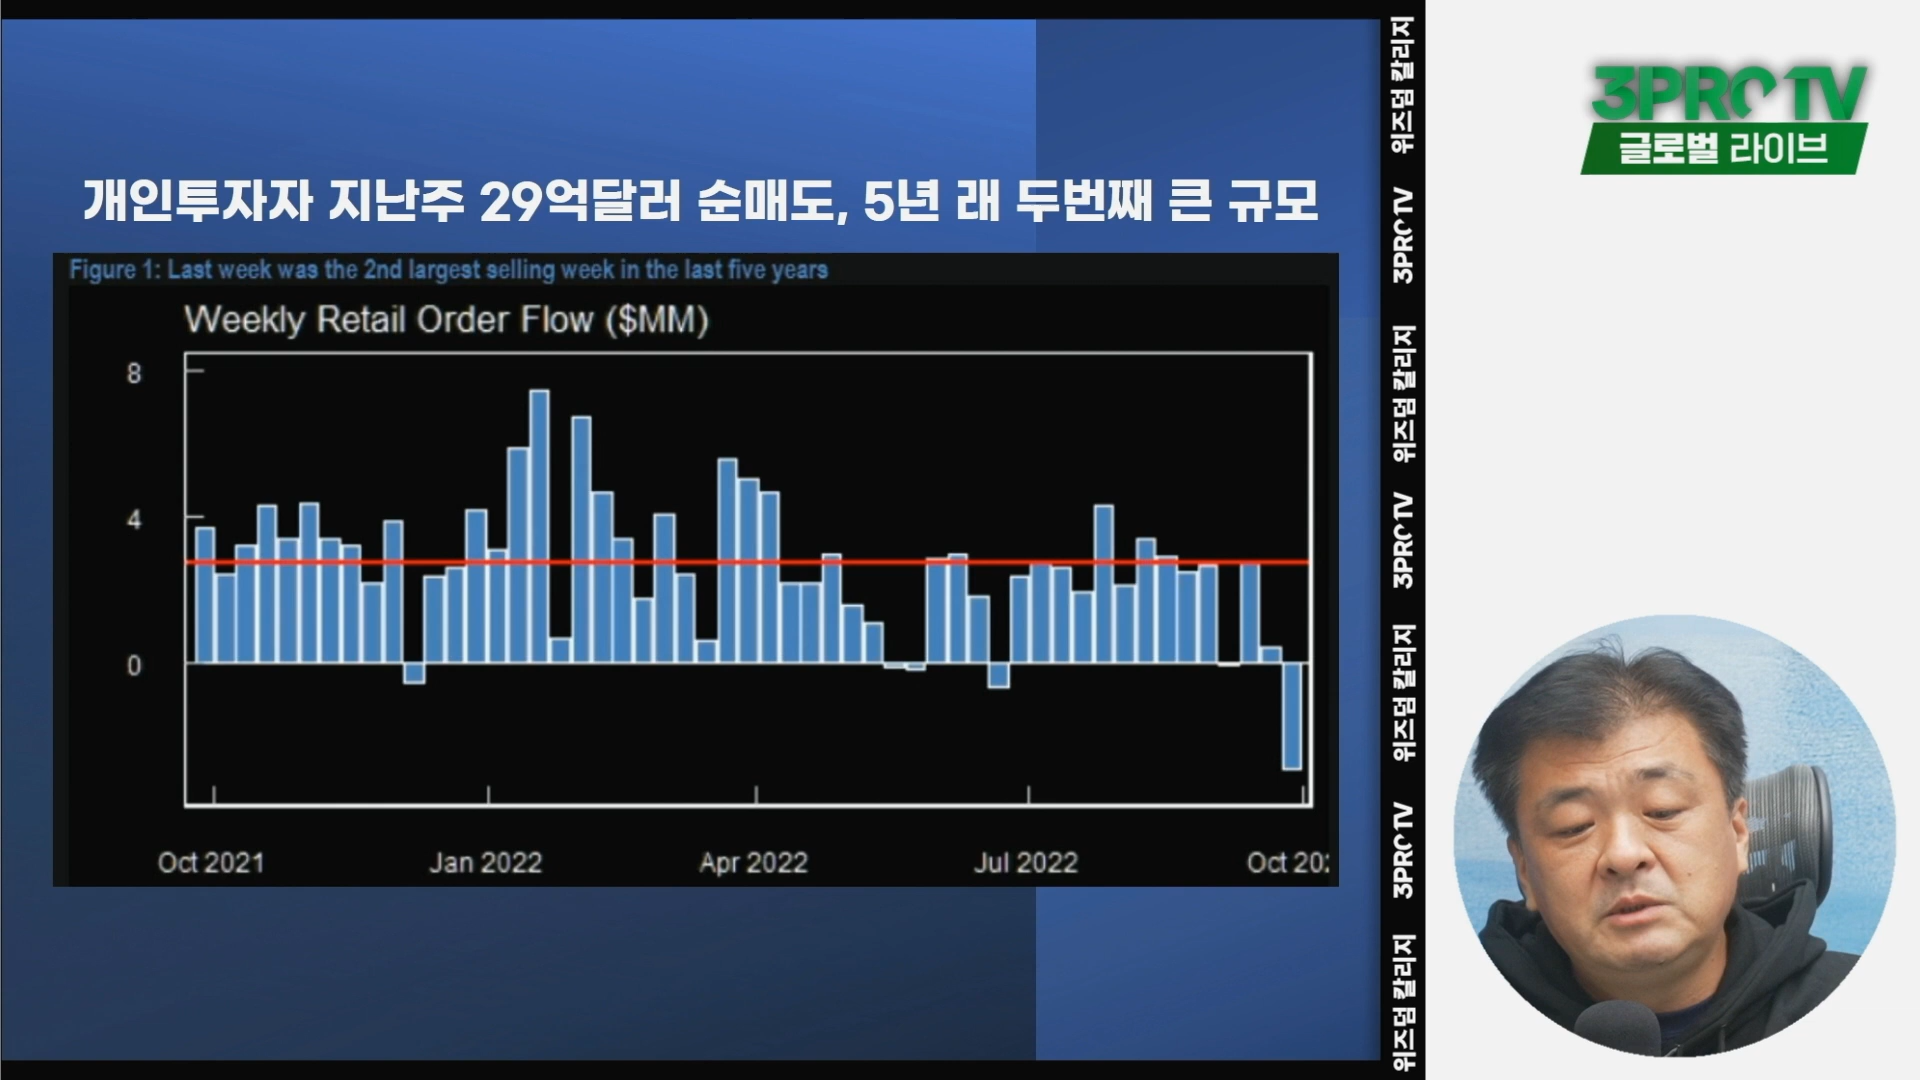 개인투자자 지난주 29억달러 순매도, 5년 래 두번째 큰 규모
Figure 1: Last week was the 2nd largest selling week in the last five years
Weekly Retail Order Flow ($MM)
8
4
0
Oct 2021
Jan 2022
Apr 2022
Jul 2022
Oct 202
위즈덤 칼리지
3PROTV
위즈덤 칼리지
3PROTV
위즈덤 칼리지
3PROTV
위즈덤 칼리지
3PROTV
글로벌 라이브